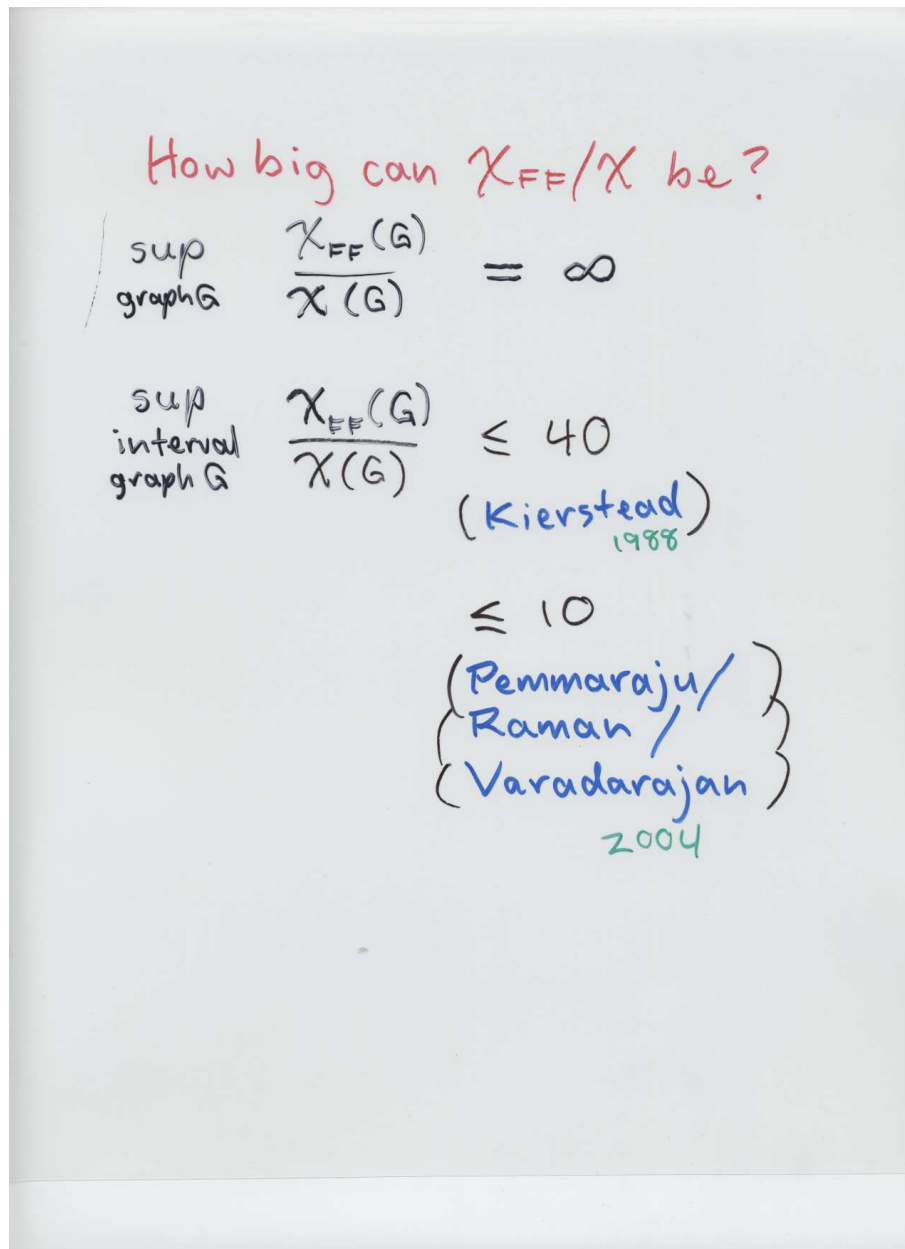 How big can χFF/χ be?
sup graph G χFF(G)/χ(G) = ∞
sup interval graph G χFF(G)/χ(G) ≤ 40
(Kierstead)
1988
≤ 10
(Pemmaraju/
Raman /
Varadarajan)
2004